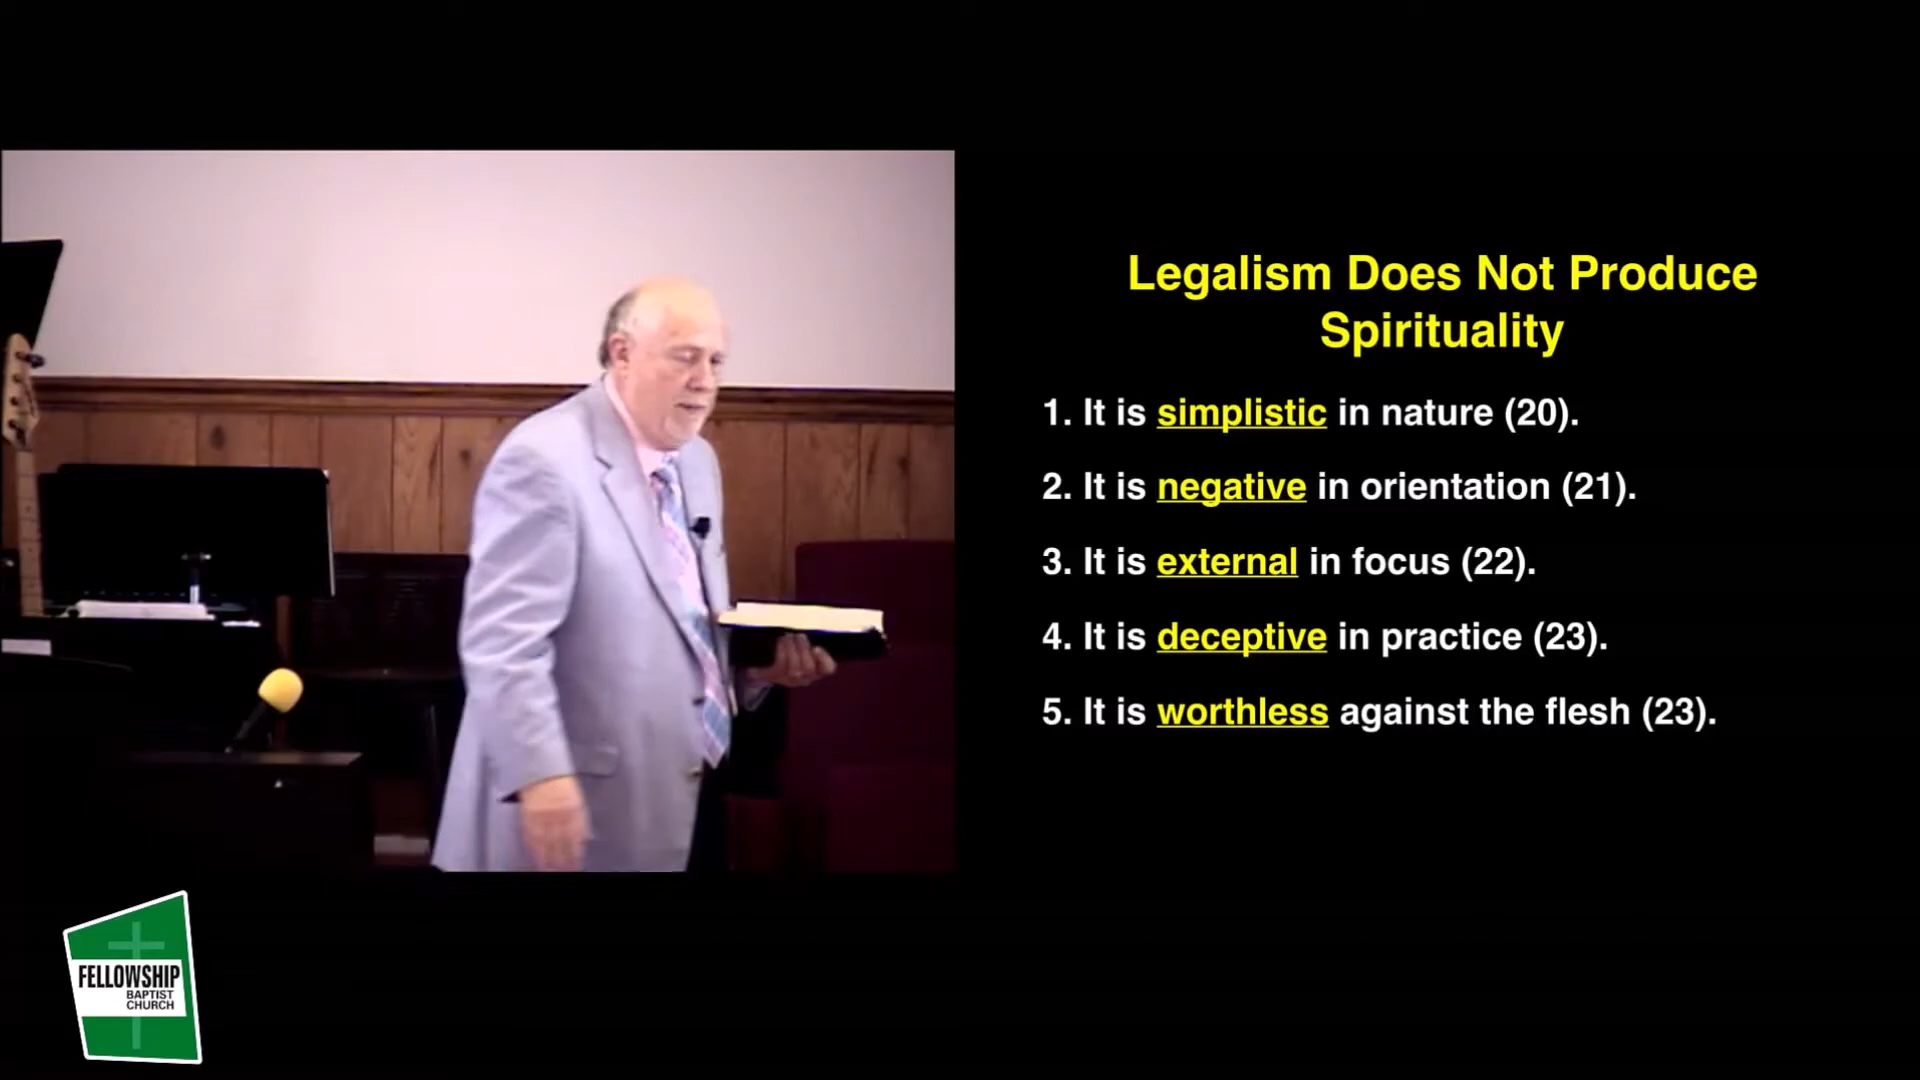 Legalism Does Not Produce
Spirituality
1. It is simplistic in nature (20).
2. It is negative in orientation (21).
3. It is external in focus (22).
4. It is deceptive in practice (23).
5. It is worthless against the flesh (23).
FELLOWSHIP
BAPTIST
CHURCH